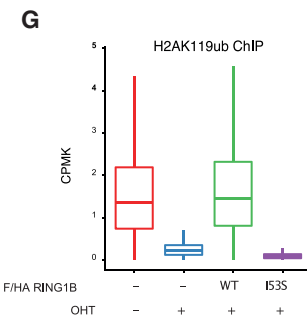 G
H2AK119ub ChIP
5
4
3
2
1
0
CPMK
F/HA RING1B – – WT I53S
OHT – + + +